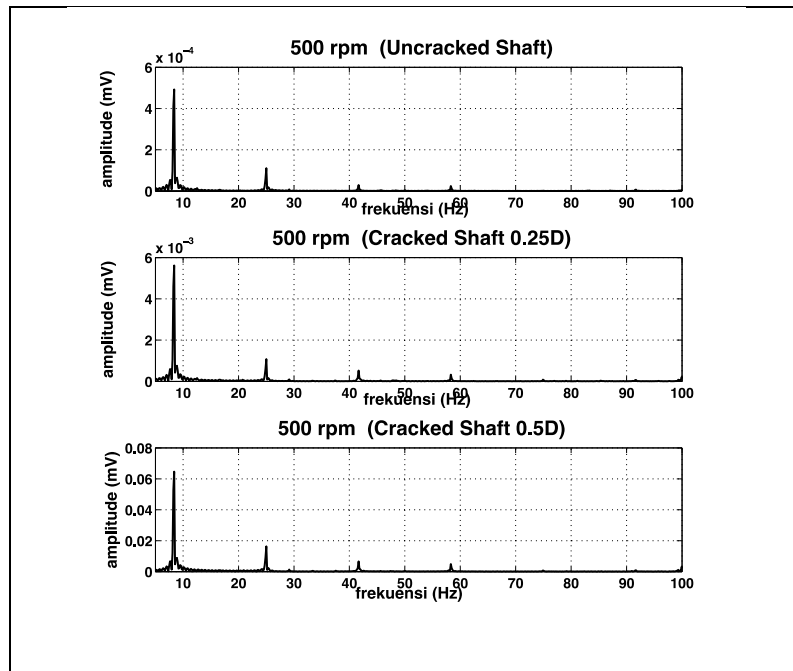 500 rpm (Uncracked Shaft)
x 10⁻⁴
6
4
2
0
amplitude (mV)
10 20 30 40 50 60 70 80 90 100
frekuensi (Hz)
500 rpm (Cracked Shaft 0.25D)
x 10⁻³
6
4
2
0
amplitude (mV)
10 20 30 40 50 60 70 80 90 100
frekuensi (Hz)
500 rpm (Cracked Shaft 0.5D)
0.08
0.06
0.04
0.02
0
amplitude (mV)
10 20 30 40 50 60 70 80 90 100
frekuensi (Hz)